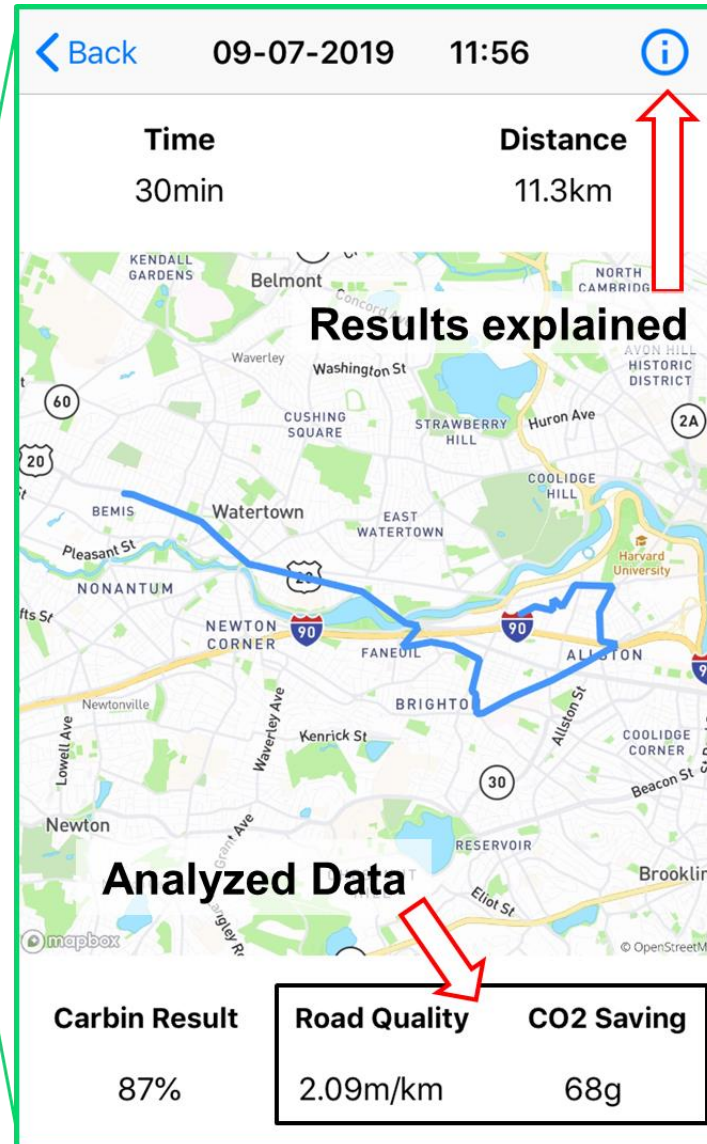 Back 09-07-2019 11:56 i
Time Distance
30min 11.3km
KENDALL
GARDENS
Belmont
NORTH
Concord
Results explained
AVON HILL
HISTORIC
DISTRICT
Waverley
Washington St
60
CUSHING
SQUARE
STRAWBERRY
HILL
Huron Ave
2A
20
COOLIDGE
HILL
BEMIS
Watertown
EAST
WATERTOWN
Pleasant St
Harvard
University
NONANTUM
NEWTON
CORNER
90
90
FANEUIL
BRIGHTO
Newtonville
Lowell Ave
Waverley Ave
Kenrick St
Allston St
COOLIDGE
CORNER
30
Beacon St
Newton
RESERVOIR
Analyzed Data
Eliot St
mapbox
© OpenStreetM
Carbin Result Road Quality CO2 Saving
87% 2.09m/km 68g